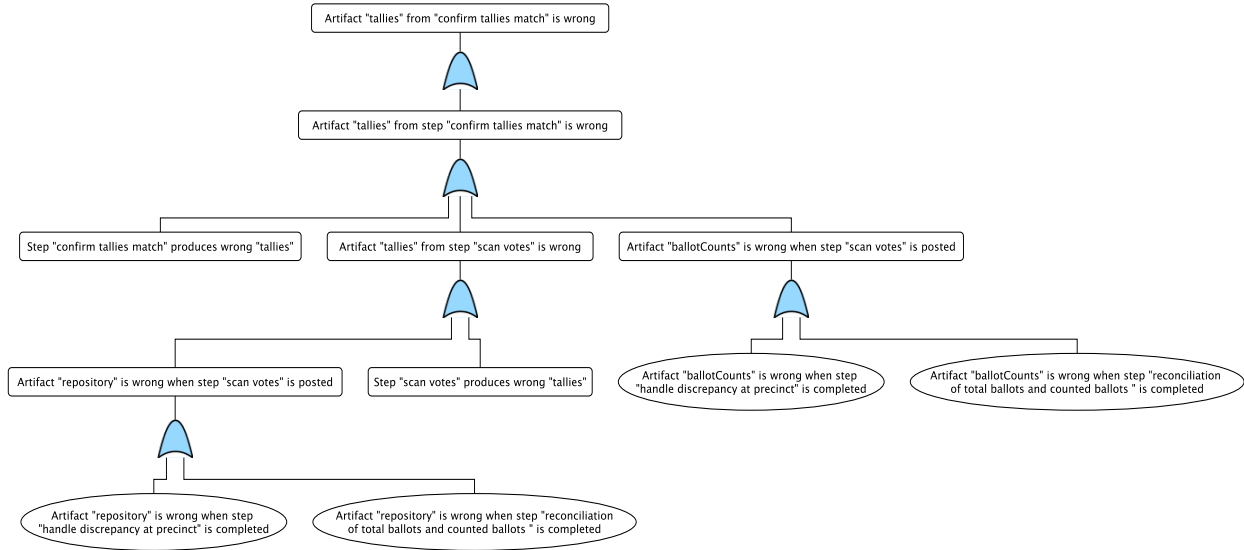 Artifact "tallies" from "confirm tallies match" is wrong
Artifact "tallies" from step "confirm tallies match" is wrong
Step "confirm tallies match" produces wrong "tallies"
Artifact "tallies" from step "scan votes" is wrong
Artifact "ballotCounts" is wrong when step "scan votes" is posted
Artifact "repository" is wrong when step "scan votes" is posted
Step "scan votes" produces wrong "tallies"
Artifact "ballotCounts" is wrong when step
"handle discrepancy at precinct" is completed
Artifact "ballotCounts" is wrong when step "reconciliation
of total ballots and counted ballots " is completed
Artifact "repository" is wrong when step
"handle discrepancy at precinct" is completed
Artifact "repository" is wrong when step "reconciliation
of total ballots and counted ballots " is completed